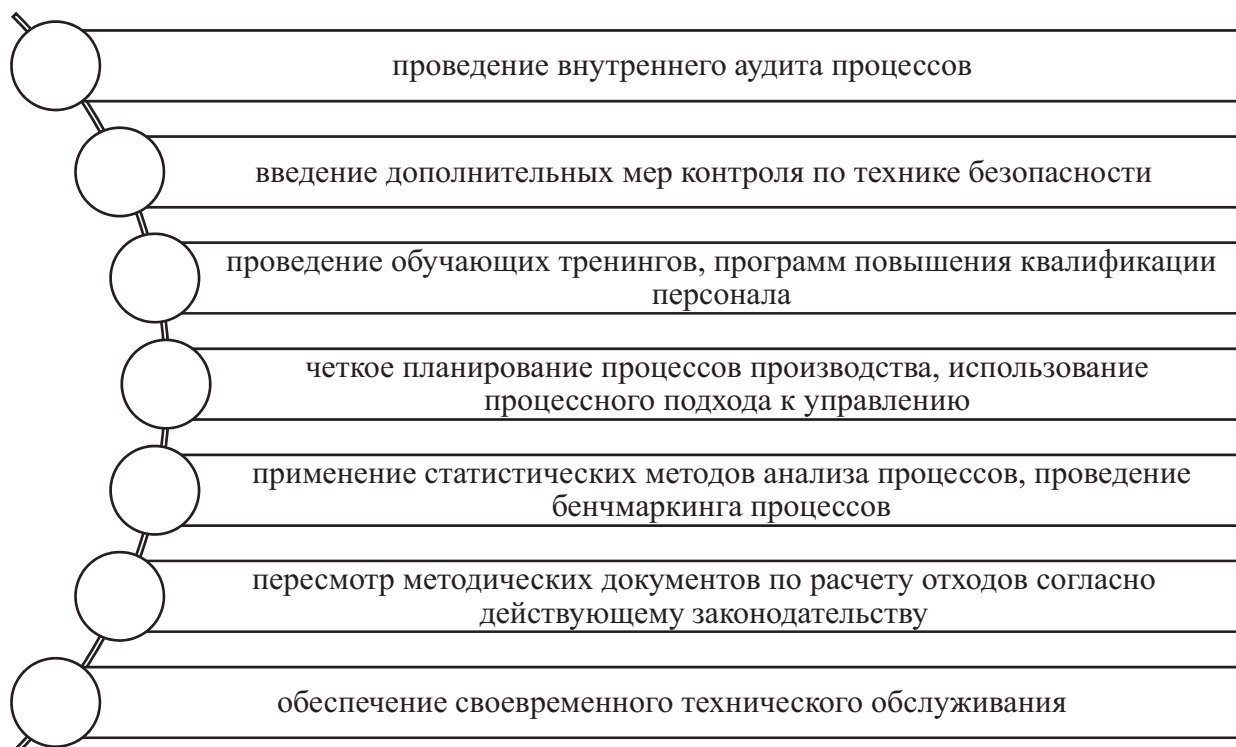 проведение внутреннего аудита процессов
введение дополнительных мер контроля по технике безопасности
проведение обучающих тренингов, программ повышения квалификации
персонала
четкое планирование процессов производства, использование
процессного подхода к управлению
применение статистических методов анализа процессов, проведение
бенчмаркинга процессов
пересмотр методических документов по расчету отходов согласно
действующему законодательству
обеспечение своевременного технического обслуживания